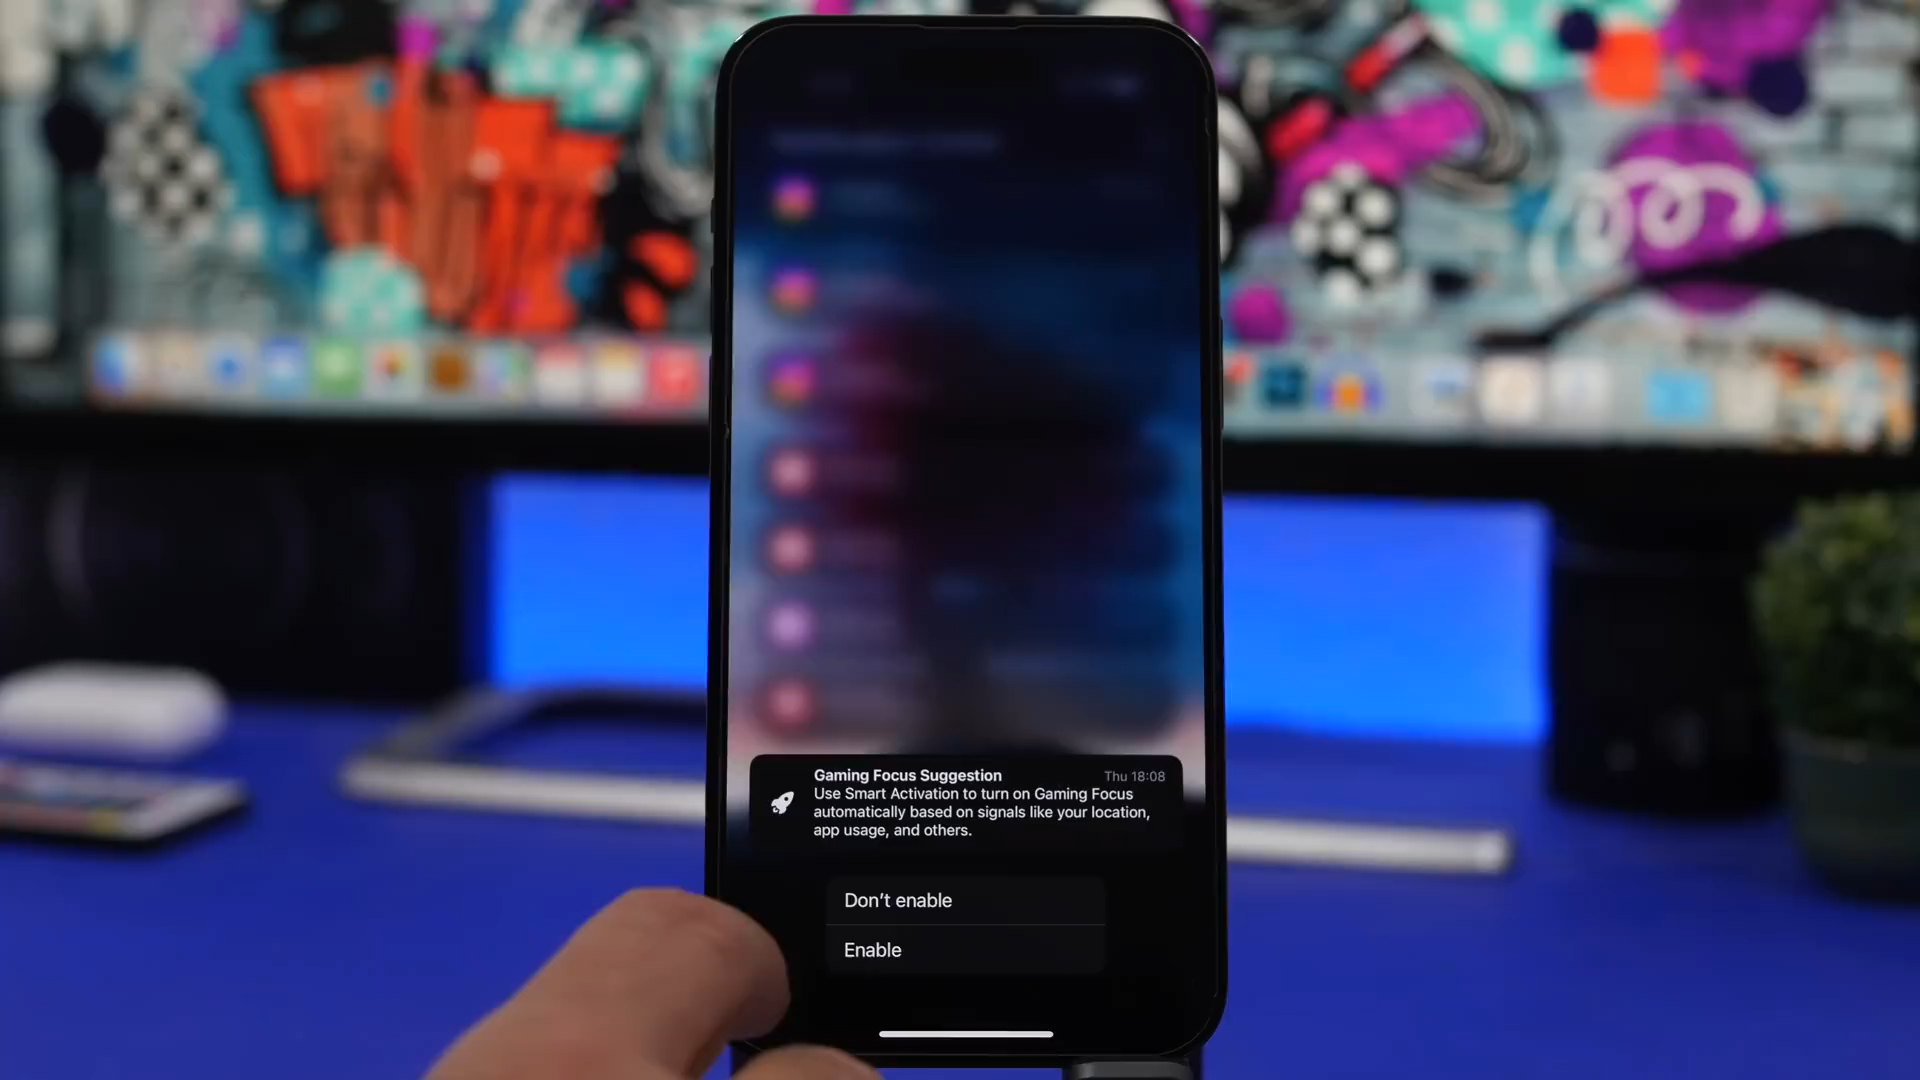 Gaming Focus Suggestion
Thu 18:08
Use Smart Activation to turn on Gaming Focus
automatically based on signals like your location,
app usage, and others.
Don't enable
Enable